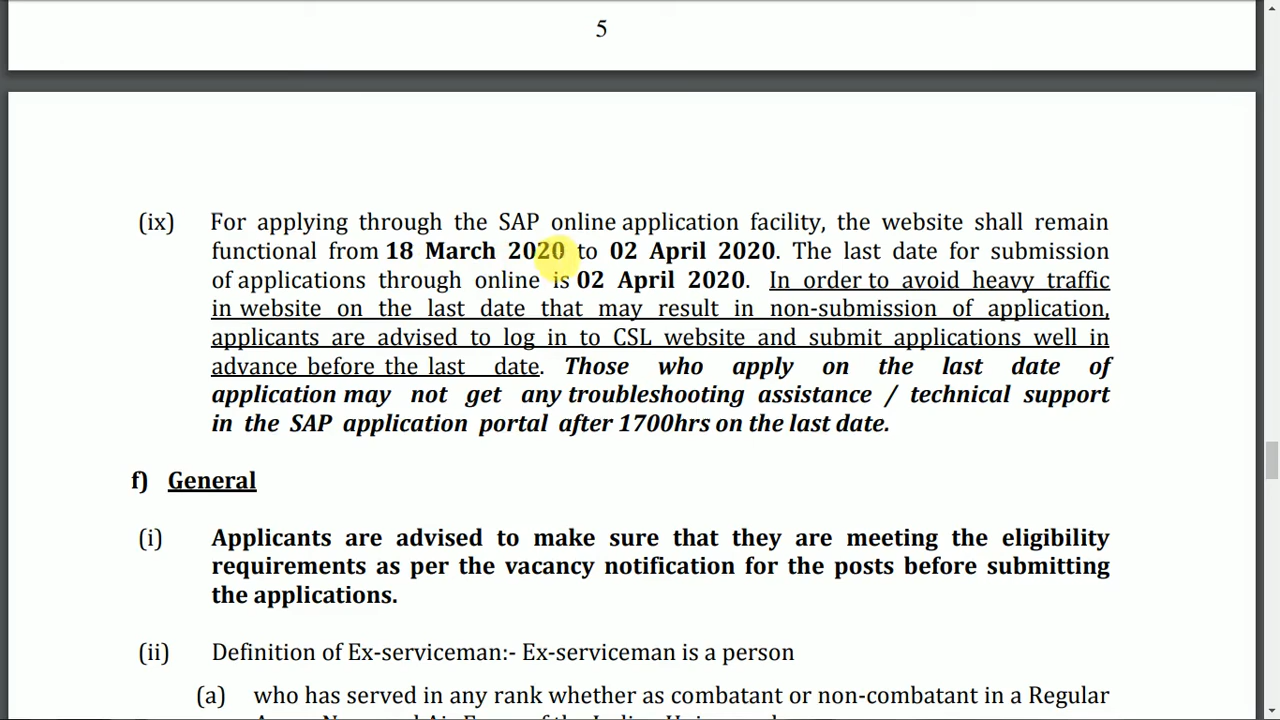 5
(ix) For applying through the SAP online application facility, the website shall remain
functional from 18 March 2020 to 02 April 2020. The last date for submission
of applications through online is 02 April 2020. In order to avoid heavy traffic
in website on the last date that may result in non-submission of application,
applicants are advised to log in to CSL website and submit applications well in
advance before the last date. Those who apply on the last date of
application may not get any troubleshooting assistance / technical support
in the SAP application portal after 1700hrs on the last date.
f) General
(i) Applicants are advised to make sure that they are meeting the eligibility
requirements as per the vacancy notification for the posts before submitting
the applications.
(ii) Definition of Ex-serviceman:- Ex-serviceman is a person
(a) who has served in any rank whether as combatant or non-combatant in a Regular